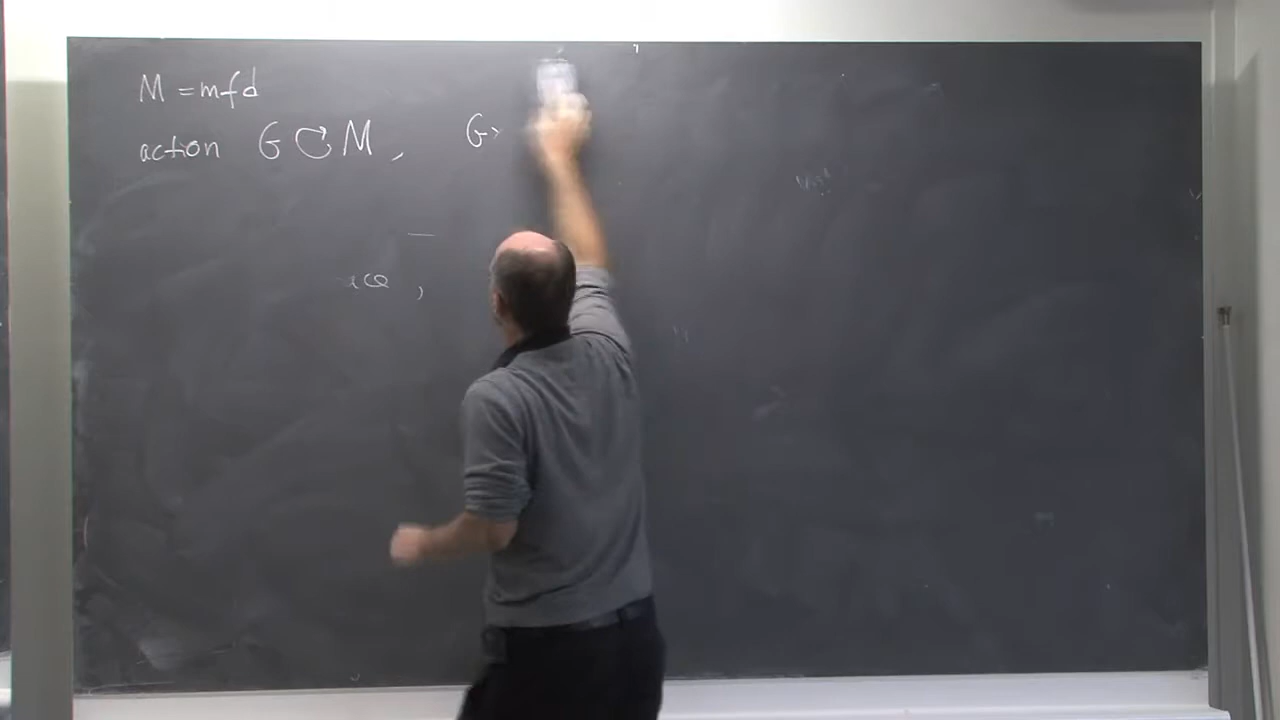 M = mfd
action G ↻ M , G×